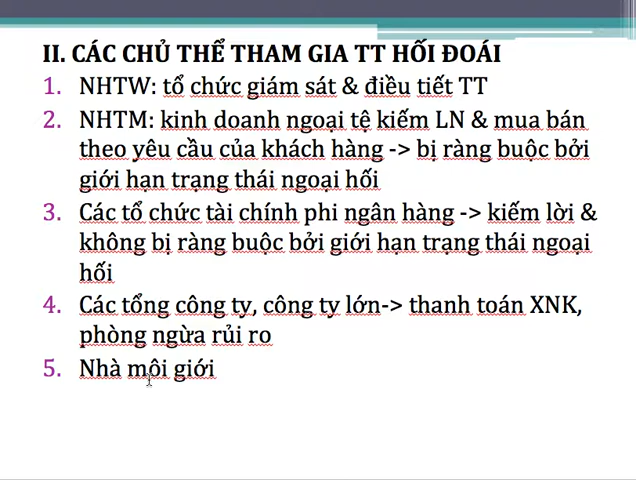 II. CÁC CHỦ THỂ THAM GIA TT HỐI ĐOÁI
1. NHTW: tổ chức giám sát & điều tiết TT
2. NHTM: kinh doanh ngoại tệ kiếm LN & mua bán
theo yêu cầu của khách hàng -> bị ràng buộc bởi
giới hạn trạng thái ngoại hối
3. Các tổ chức tài chính phi ngân hàng -> kiếm lời &
không bị ràng buộc bởi giới hạn trạng thái ngoại
hối
4. Các tổng công ty, công ty lớn-> thanh toán XNK,
phòng ngừa rủi ro
5. Nhà môi giới